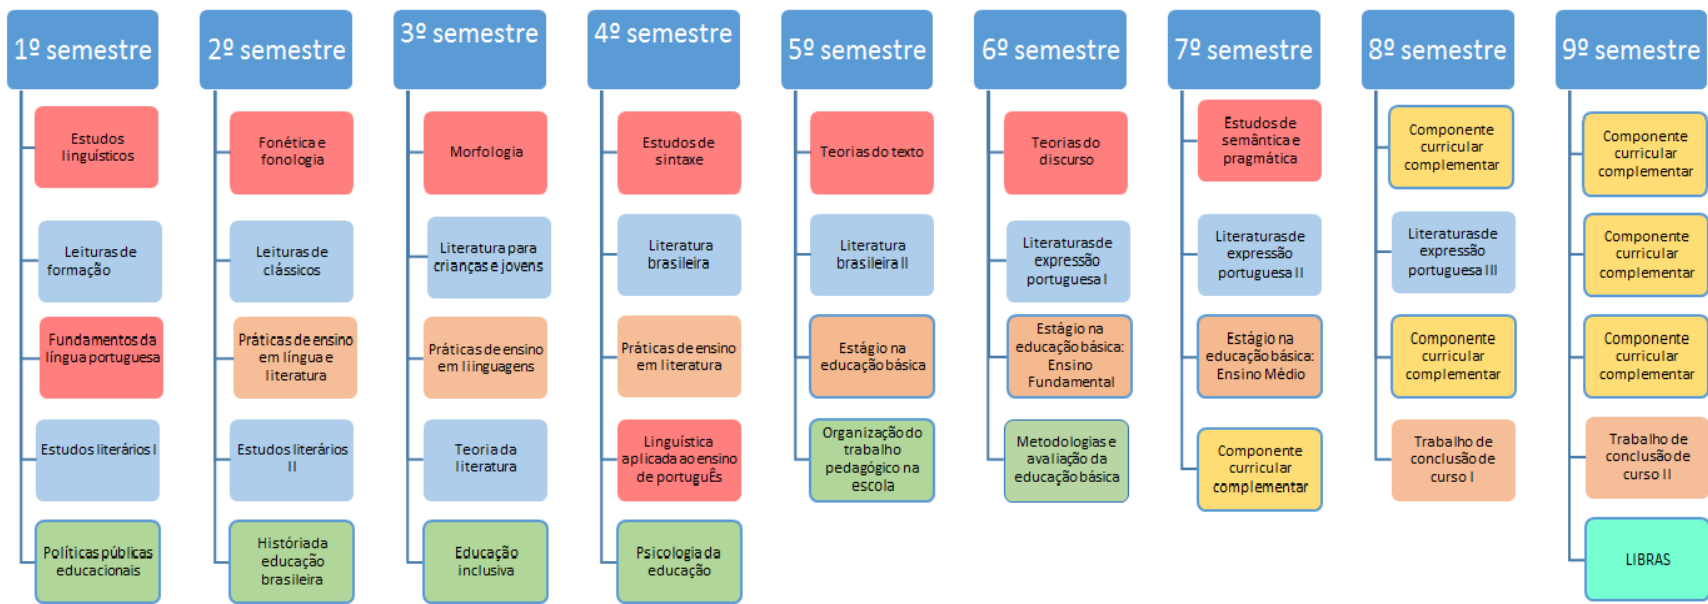 1º semestre
Estudos
linguísticos
Leituras de
formação
Fundamentos da
língua portuguesa
Estudos literários I
Políticas públicas
educacionais
2º semestre
Fonética e
fonologia
Leituras de
clássicos
Práticas de ensino
em língua e
literatura
Estudos literários
II
História da
educação
brasileira
3º semestre
Morfologia
Literatura para
crianças e jovens
Práticas de ensino
em liinguagens
Teoria da
literatura
Educação
inclusiva
4º semestre
Estudos de
sintaxe
Literatura
brasileira
Práticas de ensino
em literatura
Linguística
aplicada ao ensino
de portuguÊs
Psicologia da
educação
5º semestre
Teorias do texto
Literatura
brasileira II
Estágio na
educação básica
Organização do
trabalho
pedagógico na
escola
6º semestre
Teorias do
discurso
Literaturas de
expressão
portuguesa I
Estágio na
educação básica:
Ensino
Fundamental
Metodologias e
avaliação da
educação básica
7º semestre
Estudos de
semântica e
pragmática
Literaturas de
expressão
portuguesa II
Estágio na
educação básica:
Ensino Médio
Componente
curricular
complementar
8º semestre
Componente
curricular
complementar
Literaturas de
expressão
portuguesa III
Componente
curricular
complementar
Trabalho de
conclusão de
curso I
9º semestre
Componente
curricular
complementar
Componente
curricular
complementar
Componente
curricular
complementar
Trabalho de
conclusão de
curso II
LIBRAS